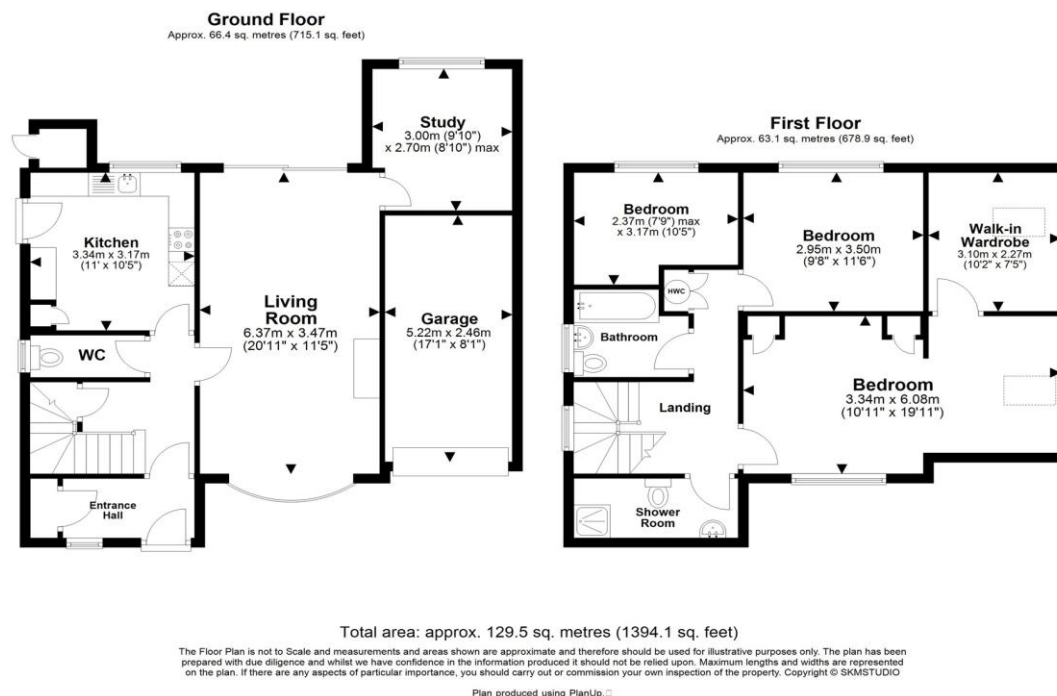 Ground Floor
Approx. 66.4 sq. metres (715.1 sq. feet)
Study
3.00m (9'10")
x 2.70m (8'10") max
Kitchen
3.34m x 3.17m
(11' x 10'5")
Living
Room
6.37m x 3.47m
(20'11" x 11'5")
Garage
5.22m x 2.46m
(17'1" x 8'1")
WC
Entrance
Hall
First Floor
Approx. 63.1 sq. metres (678.9 sq. feet)
Bedroom
2.37m (7'9") max
x 3.17m (10'5")
Bedroom
2.95m x 3.50m
(9'8" x 11'6")
Walk-in
Wardrobe
3.10m x 2.27m
(10'2" x 7'5")
HWC
Bathroom
Landing
Bedroom
3.34m x 6.08m
(10'11" x 19'11")
Shower
Room
Total area: approx. 129.5 sq. metres (1394.1 sq. feet)
The Floor Plan is not to Scale and measurements and areas shown are approximate and therefore should be used for illustrative purposes only. The plan has been
prepared with due diligence and whilst we have confidence in the information produced it should not be relied upon. Maximum lengths and widths are represented
on the plan. If there are any aspects of particular importance, you should carry out or commission your own inspection of the property. Copyright © SKMSTUDIO
Plan produced using PlanUp.